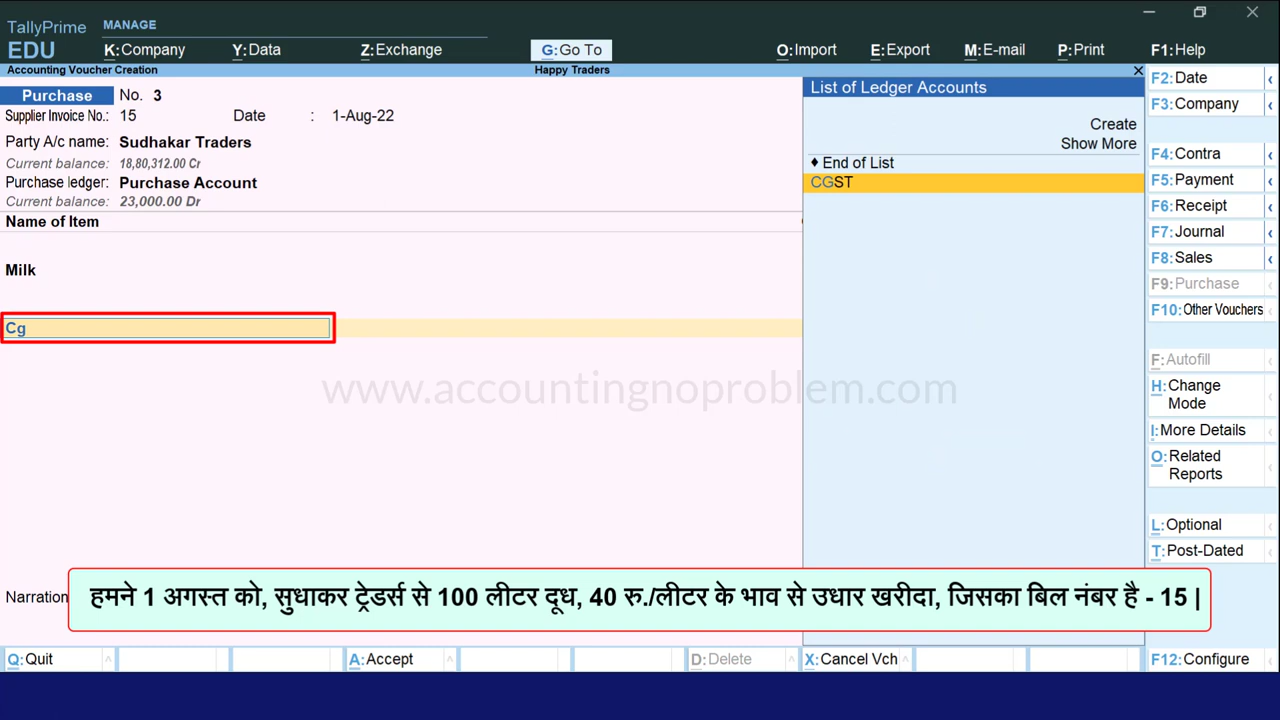 TallyPrime MANAGE
EDU K:Company Y:Data Z:Exchange G:Go To O:Import E:Export M:E-mail P:Print F1:Help
Accounting Voucher Creation Happy Traders
Purchase No. 3
Supplier Invoice No.: 15 Date : 1-Aug-22
Party A/c name: Sudhakar Traders
Current balance: 18,80,312.00 Cr
Purchase ledger: Purchase Account
Current balance: 23,000.00 Dr
Name of Item
Milk
Cg
List of Ledger Accounts
Create
Show More
♦ End of List
CGST
F2:Date
F3:Company
F4:Contra
F5:Payment
F6:Receipt
F7:Journal
F8:Sales
F9:Purchase
F10:Other Vouchers
F:Autofill
H:Change
Mode
I:More Details
O:Related
Reports
L:Optional
T:Post-Dated
www.accountingnoproblem.com
Narration
हमने 1 अगस्त को, सुधाकर ट्रेडर्स से 100 लीटर दूध, 40 रु./लीटर के भाव से उधार खरीदा, जिसका बिल नंबर है - 15 |
Q:Quit A:Accept D:Delete X:Cancel Vch F12:Configure